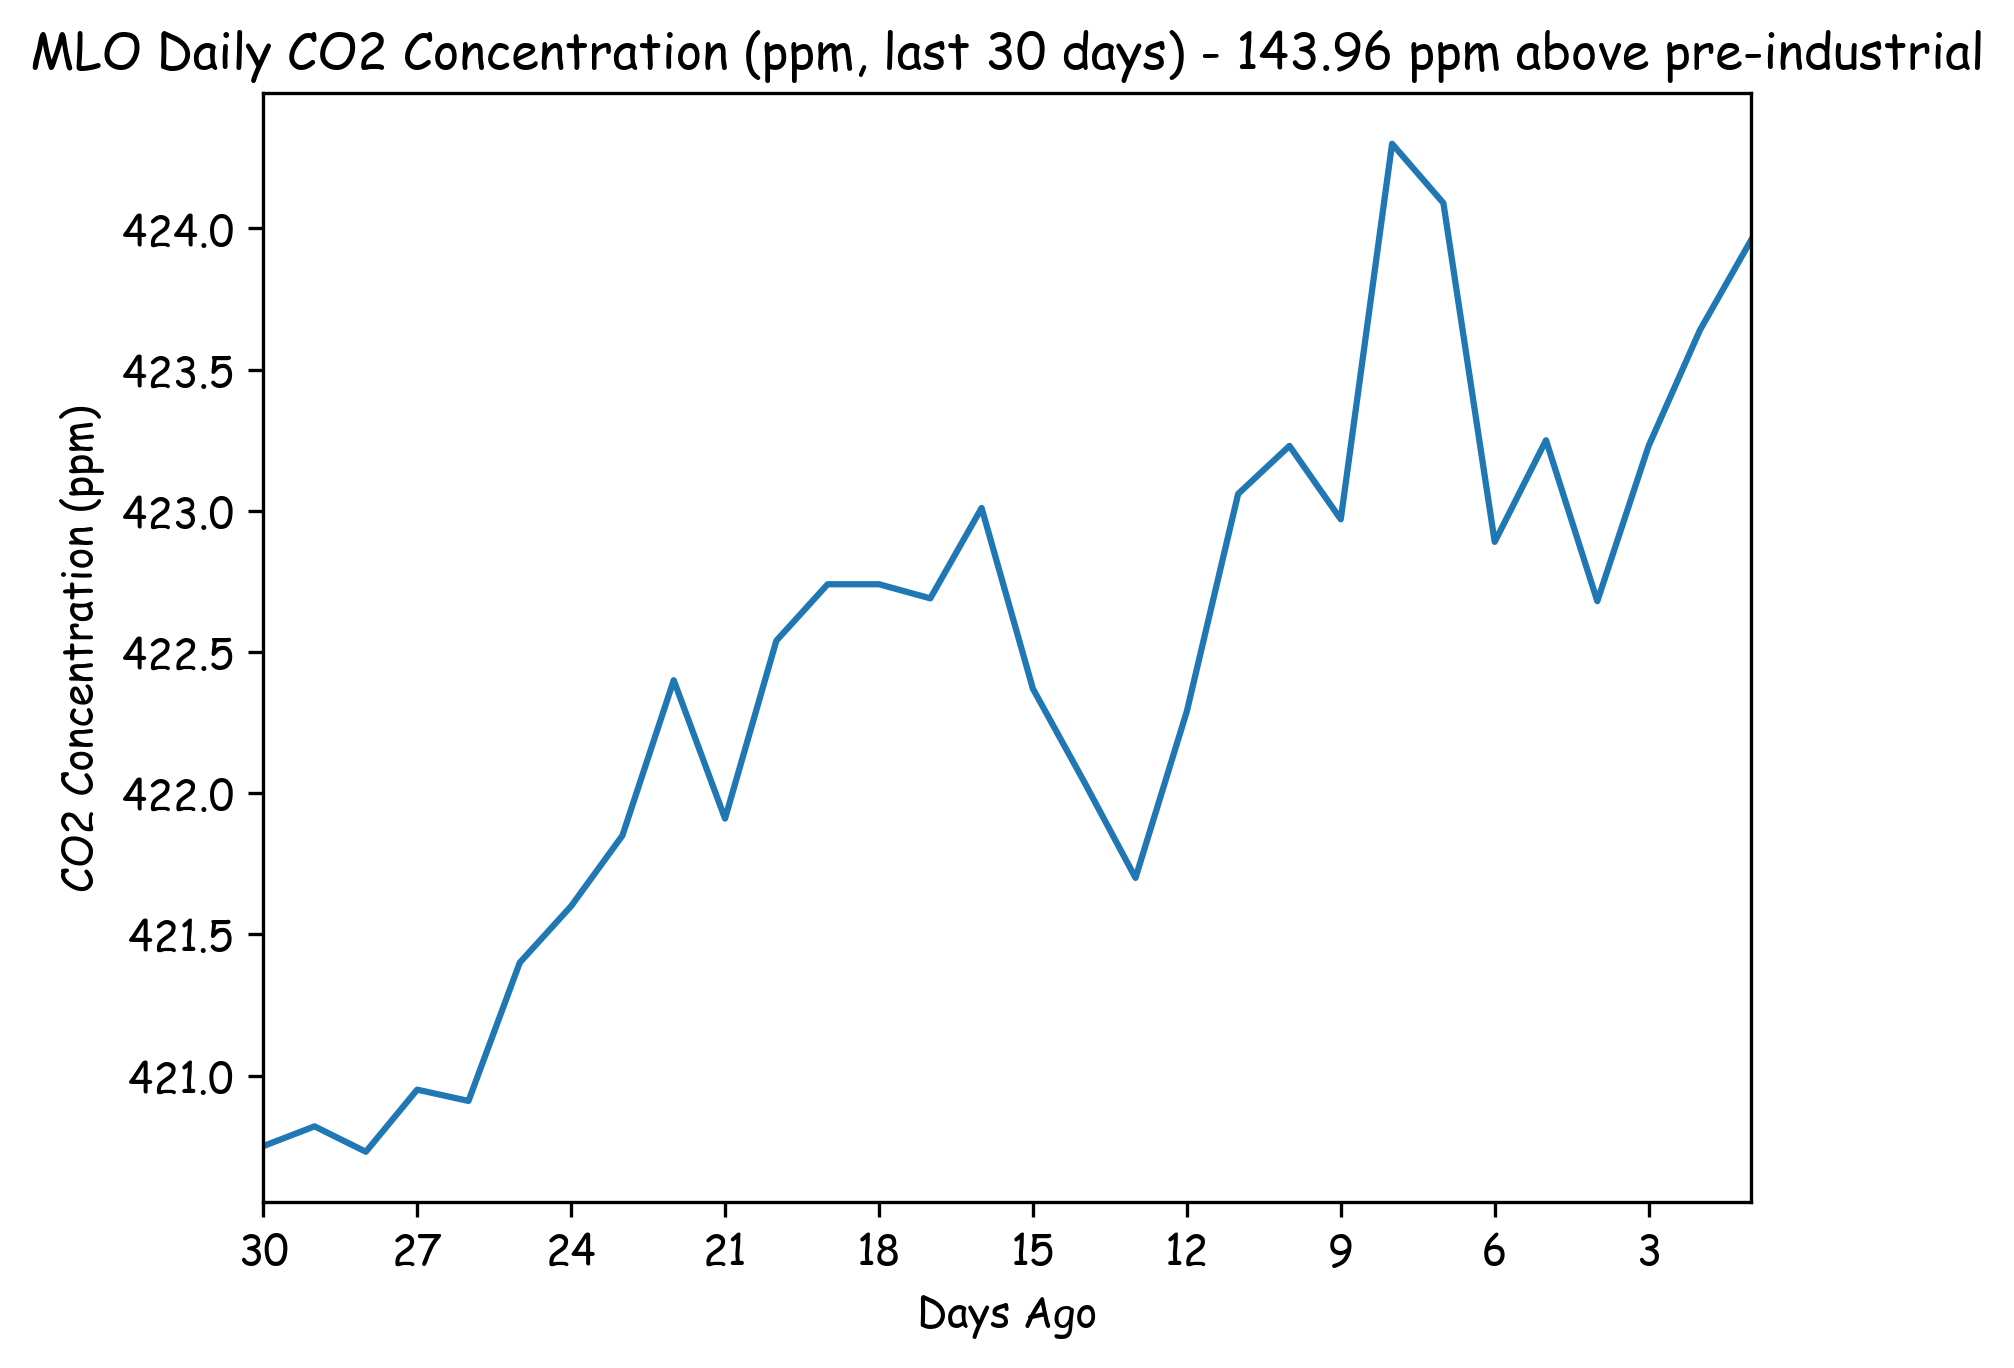 MLO Daily CO2 Concentration (ppm, last 30 days) - 143.96 ppm above pre-industrial
CO2 Concentration (ppm)
424.0
423.5
423.0
422.5
422.0
421.5
421.0
30 27 24 21 18 15 12 9 6 3
Days Ago